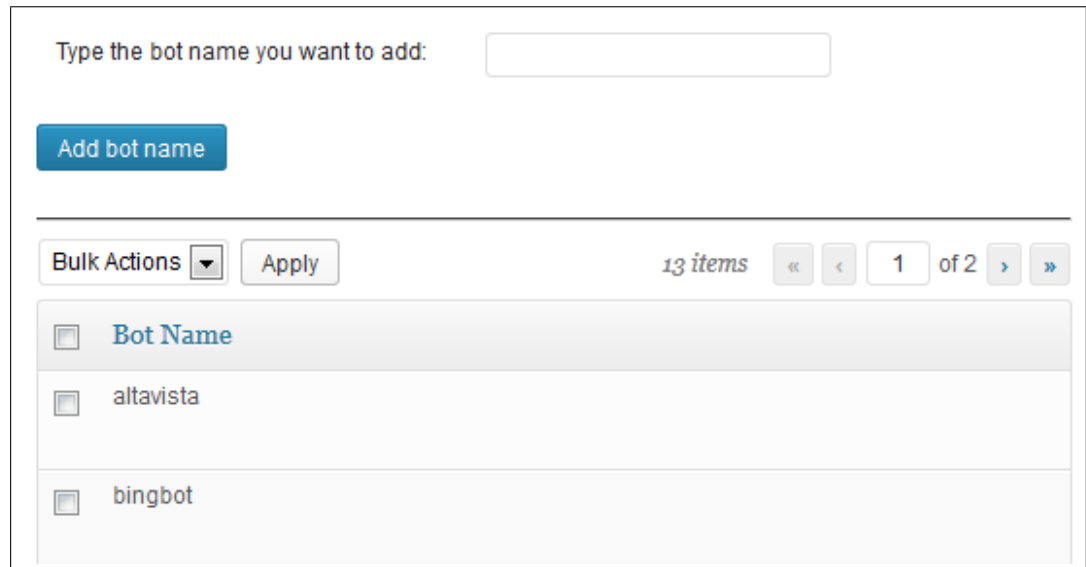 Type the bot name you want to add:
Add bot name
Bulk Actions Apply 13 items « ‹ 1 of 2 › »
Bot Name
altavista
bingbot